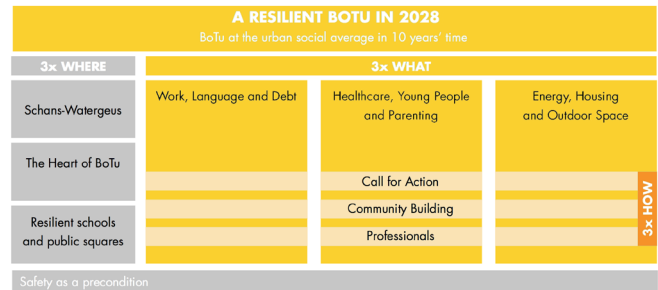 A RESILIENT BOTU IN 2028
BoTu at the urban social average in 10 years' time
3x WHERE
3x WHAT
Schans-Watergeus
Work, Language and Debt
Healthcare, Young People
and Parenting
Energy, Housing
and Outdoor Space
The Heart of BoTu
Call for Action
Community Building
Professionals
3x HOW
Resilient schools
and public squares
Safety as a precondition